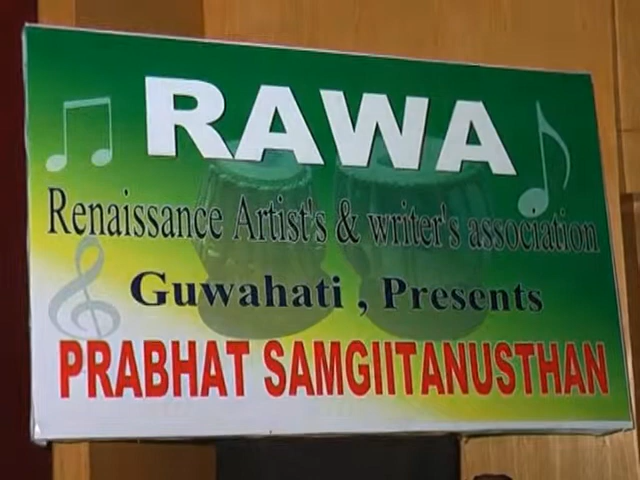 RAWA
Renaissance Artist's & writer's association
Guwahati , Presents
PRABHAT SAMGIITANUSTHAN